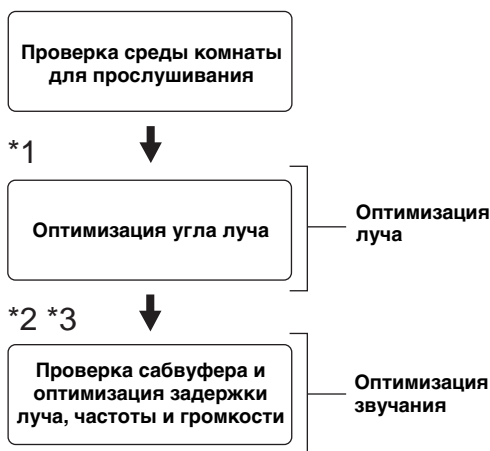 Проверка среды комнаты
для прослушивания
*1
Оптимизация угла луча
Оптимизация
луча
*2 *3
Проверка сабвуфера и
оптимизация задержки
луча, частоты и громкости
Оптимизация
звучания